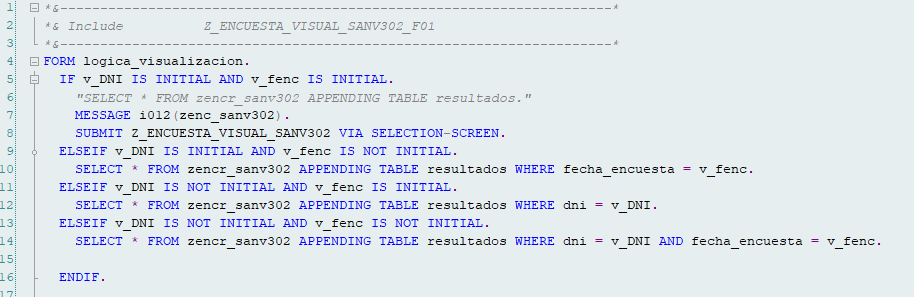 1 *&---------------------------------------------------------------------*
2 *& Include           Z_ENCUESTA_VISUAL_SANV302_F01
3 *&---------------------------------------------------------------------*
4 FORM logica_visualizacion.
5   IF v_DNI IS INITIAL AND v_fenc IS INITIAL.
6     "SELECT * FROM zencr_sanv302 APPENDING TABLE resultados."
7     MESSAGE i012(zenc_sanv302).
8     SUBMIT Z_ENCUESTA_VISUAL_SANV302 VIA SELECTION-SCREEN.
9   ELSEIF v_DNI IS INITIAL AND v_fenc IS NOT INITIAL.
10     SELECT * FROM zencr_sanv302 APPENDING TABLE resultados WHERE fecha_encuesta = v_fenc.
11   ELSEIF v_DNI IS NOT INITIAL AND v_fenc IS INITIAL.
12     SELECT * FROM zencr_sanv302 APPENDING TABLE resultados WHERE dni = v_DNI.
13   ELSEIF v_DNI IS NOT INITIAL AND v_fenc IS NOT INITIAL.
14     SELECT * FROM zencr_sanv302 APPENDING TABLE resultados WHERE dni = v_DNI AND fecha_encuesta = v_fenc.
15
16   ENDIF.
17